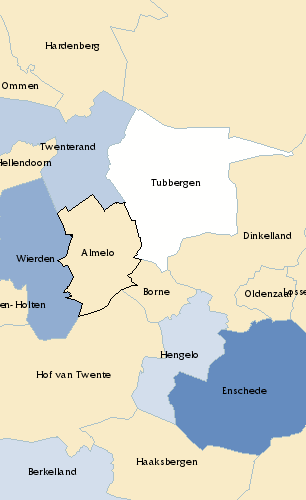 Hardenberg
Ommen
Twenterand
Hellendoorn
Tubbergen
Dinkelland
Almelo
Wierden
Borne
Oldenzaal
Losse
en-Holten
Hengelo
Hof van Twente
Enschede
Haaksbergen
Berkelland